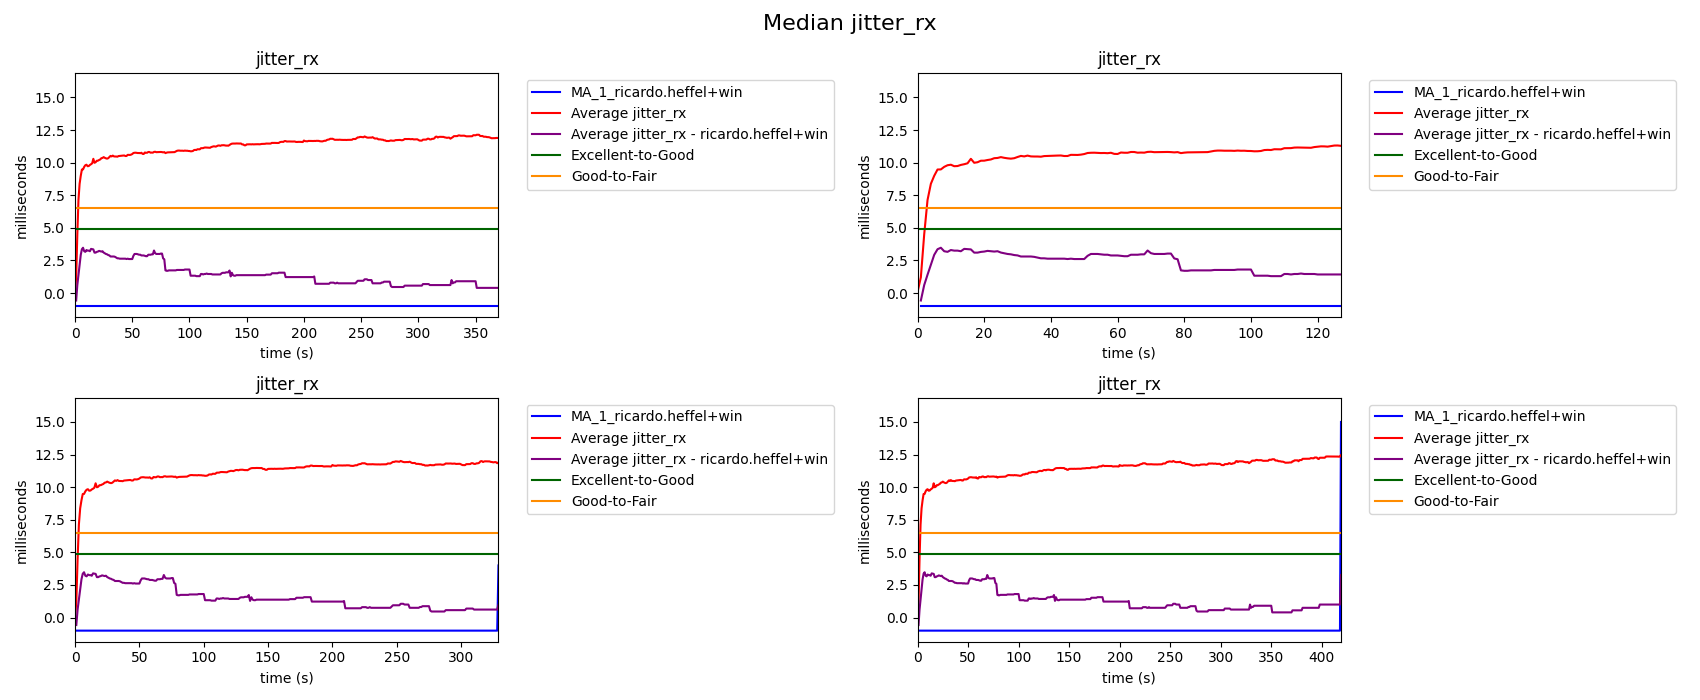 Median jitter_rx
jitter_rx
15.0
12.5
10.0
7.5
5.0
2.5
0.0
milliseconds
0 50 100 150 200 250 300 350
time (s)
MA_1_ricardo.heffel+win
Average jitter_rx
Average jitter_rx - ricardo.heffel+win
Excellent-to-Good
Good-to-Fair
jitter_rx
15.0
12.5
10.0
7.5
5.0
2.5
0.0
milliseconds
0 20 40 60 80 100 120
time (s)
MA_1_ricardo.heffel+win
Average jitter_rx
Average jitter_rx - ricardo.heffel+win
Excellent-to-Good
Good-to-Fair
jitter_rx
15.0
12.5
10.0
7.5
5.0
2.5
0.0
milliseconds
0 50 100 150 200 250 300
time (s)
MA_1_ricardo.heffel+win
Average jitter_rx
Average jitter_rx - ricardo.heffel+win
Excellent-to-Good
Good-to-Fair
jitter_rx
15.0
12.5
10.0
7.5
5.0
2.5
0.0
milliseconds
0 50 100 150 200 250 300 350 400
time (s)
MA_1_ricardo.heffel+win
Average jitter_rx
Average jitter_rx - ricardo.heffel+win
Excellent-to-Good
Good-to-Fair